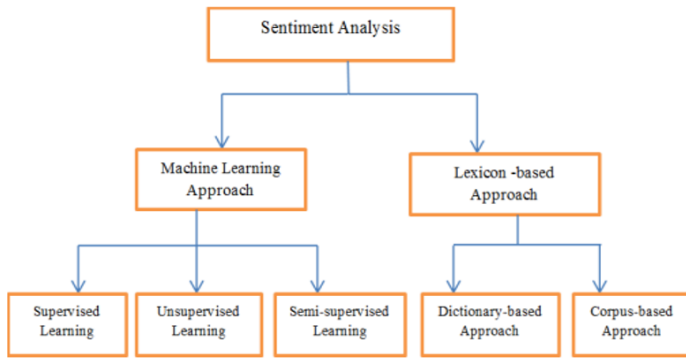 Sentiment Analysis
Machine Learning
Approach
Lexicon -based
Approach
Supervised
Learning
Unsupervised
Learning
Semi-supervised
Learning
Dictionary-based
Approach
Corpus-based
Approach